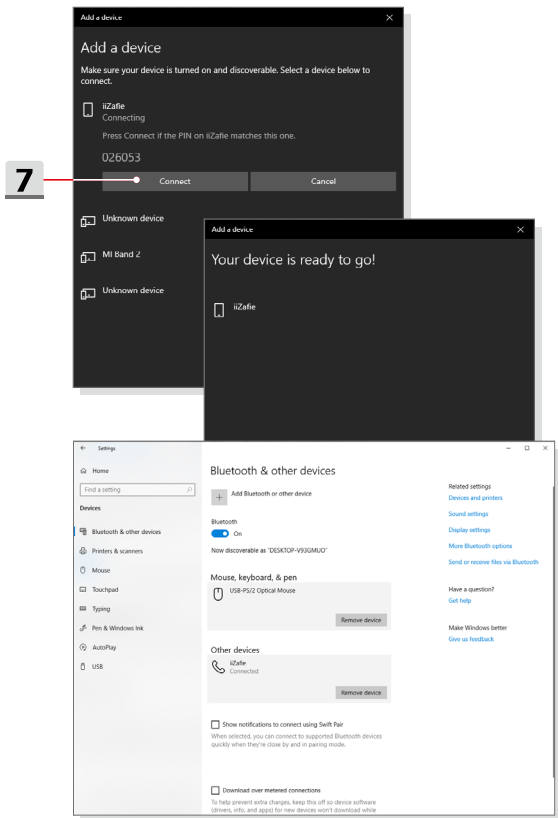 Add a device
Add a device
Make sure your device is turned on and discoverable. Select a device below to
connect.
iiZafie
Connecting
Press Connect if the PIN on iiZafie matches this one.
026053
7
Connect
Cancel
Unknown device
MI Band 2
Unknown device
Add a device
Your device is ready to go!
iiZafie
Settings
Home
Find a setting
Devices
Bluetooth & other devices
Printers & scanners
Mouse
Touchpad
Typing
Pen & Windows Ink
AutoPlay
USB
Bluetooth & other devices
Add Bluetooth or other device
Bluetooth
On
Now discoverable as "DESKTOP-V93GMUO"
Mouse, keyboard, & pen
USB-PS/2 Optical Mouse
Remove device
Other devices
iiZafie
Connected
Remove device
Show notifications to connect using Swift Pair
When selected, you can connect to supported Bluetooth devices
quickly when they're close by and in pairing mode.
Download over metered connections
To help prevent extra charges, keep this off so device software
(drivers, info, and apps) for new devices won't download while
Related settings
Devices and printers
Sound settings
Display settings
More Bluetooth options
Send or receive files via Bluetooth
Have a question?
Get help
Make Windows better
Give us feedback